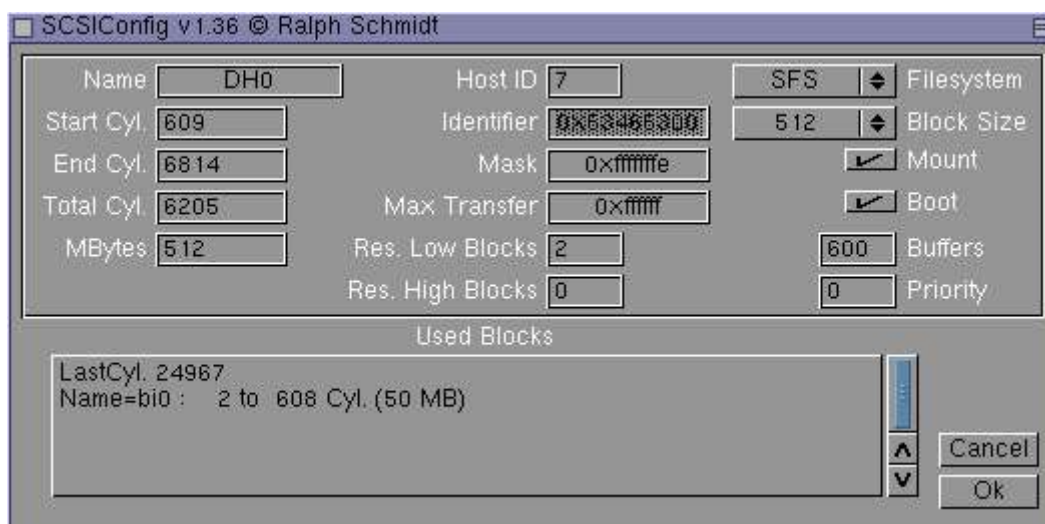 SCSIConfig v1.36 © Ralph Schmidt
Name DH0 Host ID 7 SFS Filesystem
Start Cyl. 609 Identifier 0X53465300 512 Block Size
End Cyl. 6814 Mask 0xfffffffe Mount
Total Cyl. 6205 Max Transfer 0xffffff Boot
MBytes 512 Res. Low Blocks 2 600 Buffers
Res. High Blocks 0 0 Priority
Used Blocks
LastCyl. 24967
Name=bi0 : 2 to 608 Cyl. (50 MB)
Cancel
Ok